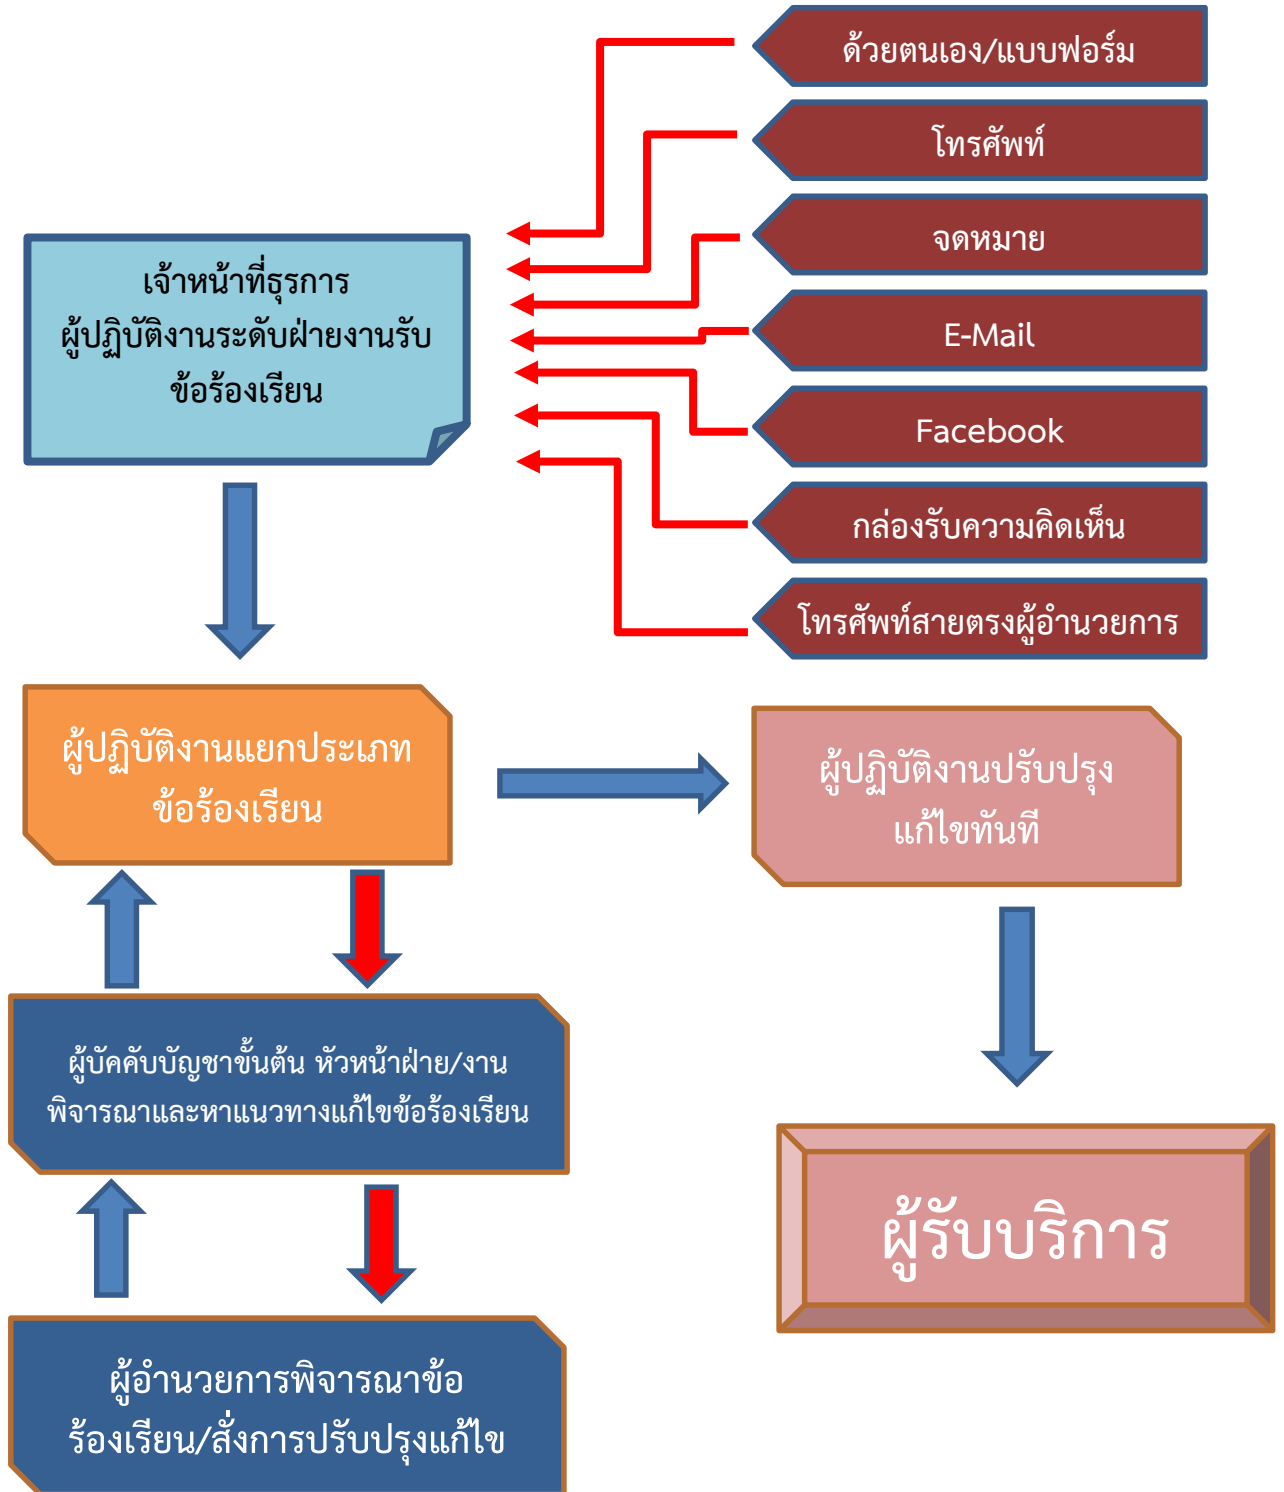 ด้วยตนเอง/แบบฟอร์ม
โทรศัพท์
จดหมาย
E-Mail
Facebook
กล่องรับความคิดเห็น
โทรศัพท์สายตรงผู้อำนวยการ
เจ้าหน้าที่ธุรการ
ผู้ปฏิบัติงานระดับฝ่ายงานรับ
ข้อร้องเรียน
ผู้ปฏิบัติงานแยกประเภท
ข้อร้องเรียน
ผู้ปฏิบัติงานปรับปรุง
แก้ไขทันที
ผู้บัคคับบัญชาขั้นต้น หัวหน้าฝ่าย/งาน
พิจารณาและหาแนวทางแก้ไขข้อร้องเรียน
ผู้รับบริการ
ผู้อำนวยการพิจารณาข้อ
ร้องเรียน/สั่งการปรับปรุงแก้ไข